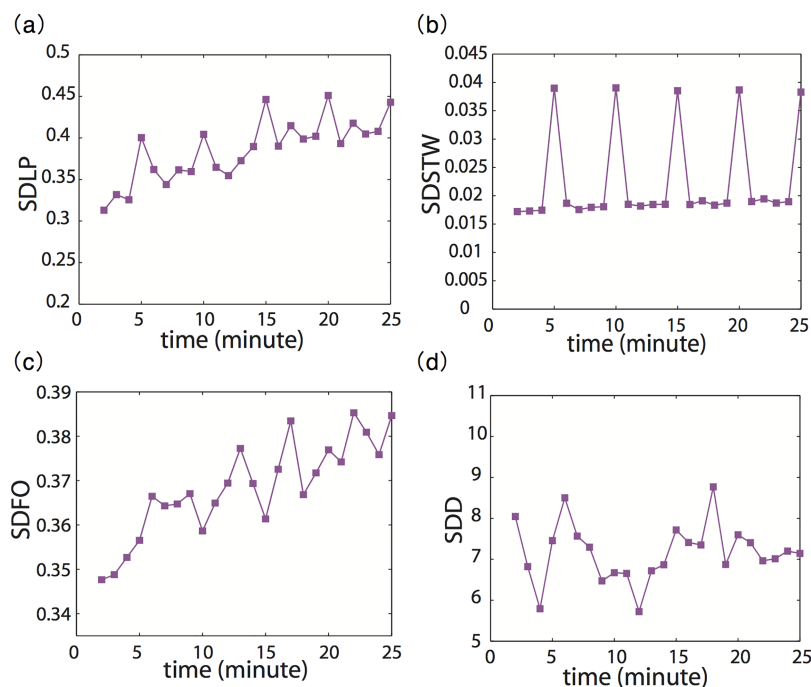 (a)
0.5
0.45
0.4
0.35
0.3
0.25
0.2
SDLP
0 5 10 15 20 25
time (minute)
(b)
0.045
0.04
0.035
0.03
0.025
0.02
0.015
0.01
0.005
0
SDSTW
0 5 10 15 20 25
time (minute)
(c)
0.39
0.38
0.37
0.36
0.35
0.34
SDFO
0 5 10 15 20 25
time (minute)
(d)
11
10
9
8
7
6
5
SDD
0 5 10 15 20 25
time (minute)